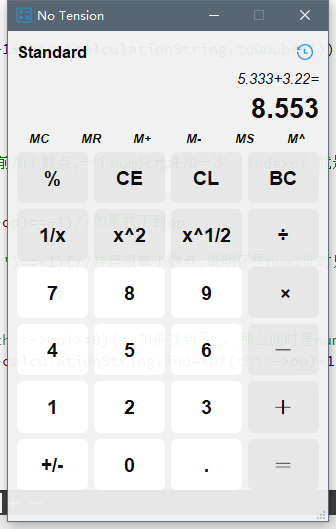 No Tension
Standard
5.333+3.22=
8.553
MC MR M+ M- MS M^
% CE CL BC
1/x x^2 x^1/2 ÷
7 8 9 ×
4 5 6 —
1 2 3 +
+/- 0 . =